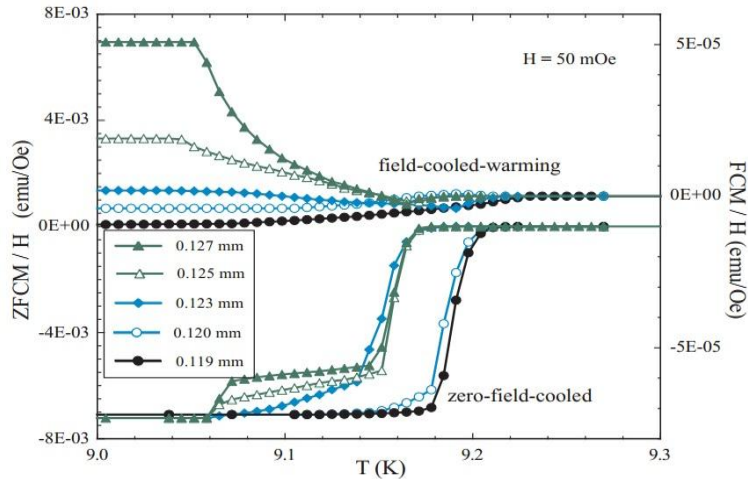 8E-03
4E-03
0E+00
-4E-03
-8E-03
ZFCM / H (emu/Oe)
H = 50 mOe
field-cooled-warming
0.127 mm
0.125 mm
0.123 mm
0.120 mm
0.119 mm
zero-field-cooled
5E-05
0E+00
-5E-05
FCM / H (emu/Oe)
9.0 9.1 9.2 9.3
T (K)